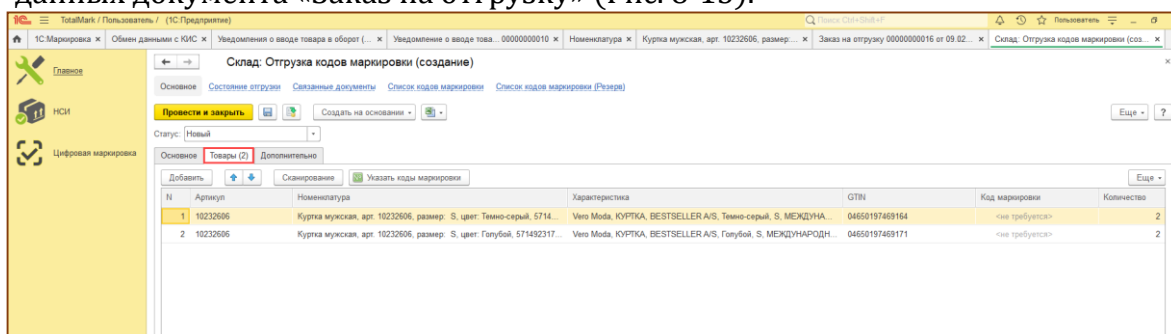 данных документа «Заказ на отгрузку» (Рис. 8-13).
TotalMark / Пользователь / (1С:Предприятие)
Поиск Ctrl+Shift+F
Пользователь
1С:Маркировка × Обмен данными с КИС × Уведомления о вводе товара в оборот (... × Уведомление о вводе това... 00000000010 × Номенклатура × Куртка мужская, арт. 10232606, размер:... × Заказ на отгрузку 00000000016 от 09.02... × Склад: Отгрузка кодов маркировки (соз... ×
Главное
НСИ
Цифровая маркировка
← → Склад: Отгрузка кодов маркировки (создание) ×
Основное Состояние отгрузки Связанные документы Список кодов маркировки Список кодов маркировки (Резерв)
Провести и закрыть Создать на основании Еще ?
Статус: Новый
Основное Товары (2) Дополнительно
Добавить Сканирование Указать коды маркировки Еще
N Артикул Номенклатура Характеристика GTIN Код маркировки Количество
1 10232606 Куртка мужская, арт. 10232606, размер: S, цвет: Темно-серый, 5714... Vero Moda, КУРТКА, BESTSELLER A/S, Темно-серый, S, МЕЖДУНА... 04650197469164 <не требуется> 2
2 10232606 Куртка мужская, арт. 10232606, размер: S, цвет: Голубой, 571492317... Vero Moda, КУРТКА, BESTSELLER A/S, Голубой, S, МЕЖДУНАРОДН... 04650197469171 <не требуется> 2